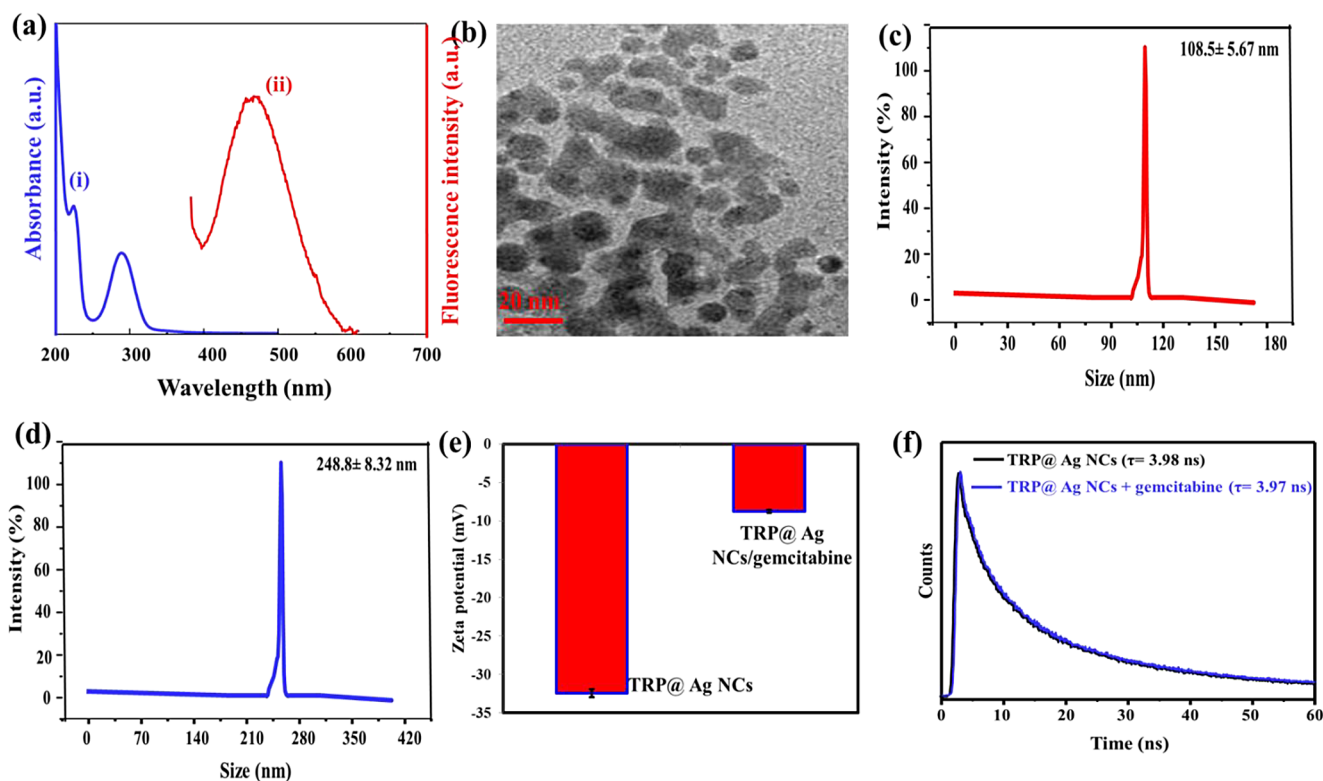 (a)
Absorbance (a.u.)
(i)
(ii)
Fluorescence intensity (a.u.)
200 300 400 500 600 700
Wavelength (nm)
(b)
20 nm
(c)
108.5± 5.67 nm
Intensity (%)
100
80
60
40
20
0
0 30 60 90 120 150 180
Size (nm)
(d)
248.8± 8.32 nm
Intensity (%)
100
80
60
40
20
0
0 70 140 210 280 350 420
Size (nm)
(e)
Zeta potential (mV)
0
-5
-10
-15
-20
-25
-30
-35
TRP@ Ag
NCs/gemcitabine
TRP@ Ag NCs
(f)
TRP@ Ag NCs (τ= 3.98 ns)
TRP@ Ag NCs + gemcitabine (τ= 3.97 ns)
Counts
0 10 20 30 40 50 60
Time (ns)